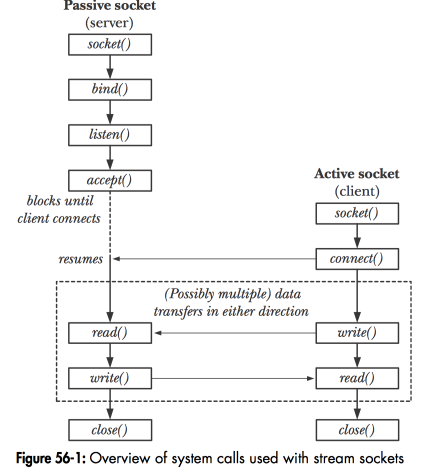 Passive socket
(server)
socket()
bind()
listen()
accept()
blocks until
client connects
resumes
Active socket
(client)
socket()
connect()
(Possibly multiple) data
transfers in either direction
read()
write()
write()
read()
close()
close()
Figure 56-1: Overview of system calls used with stream sockets